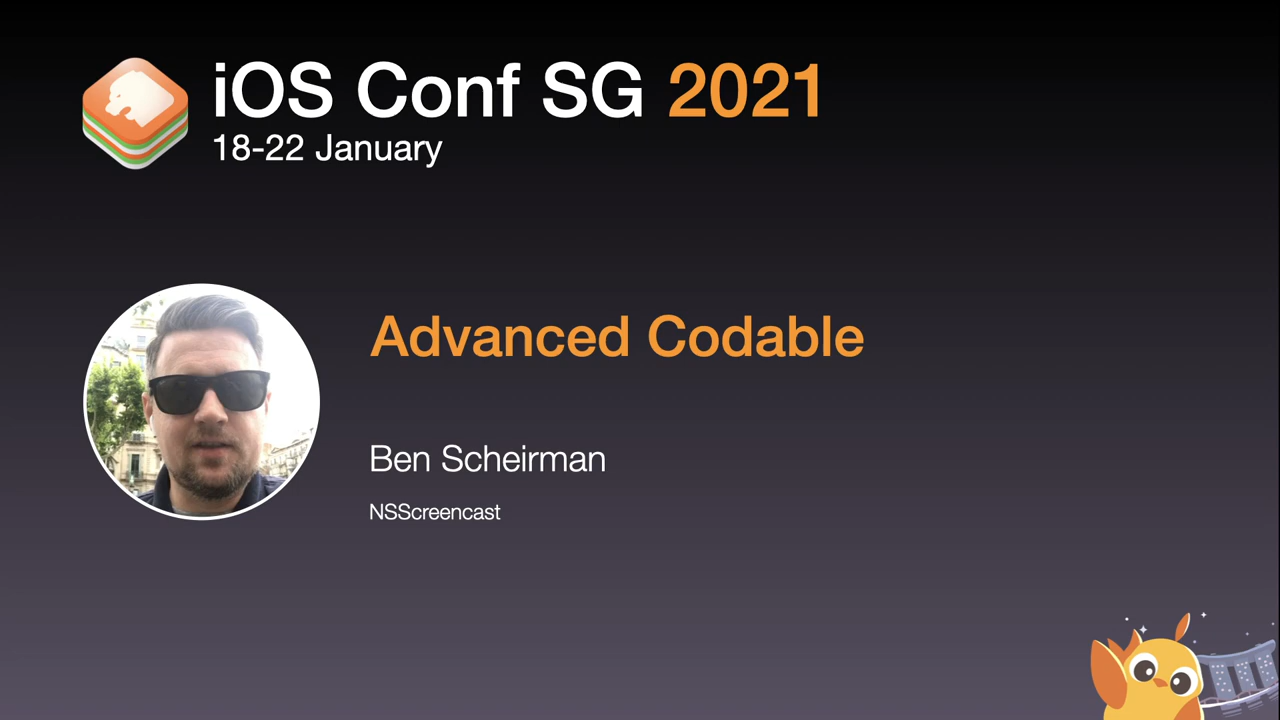 iOS Conf SG 2021
18-22 January
Advanced Codable
Ben Scheirman
NSScreencast